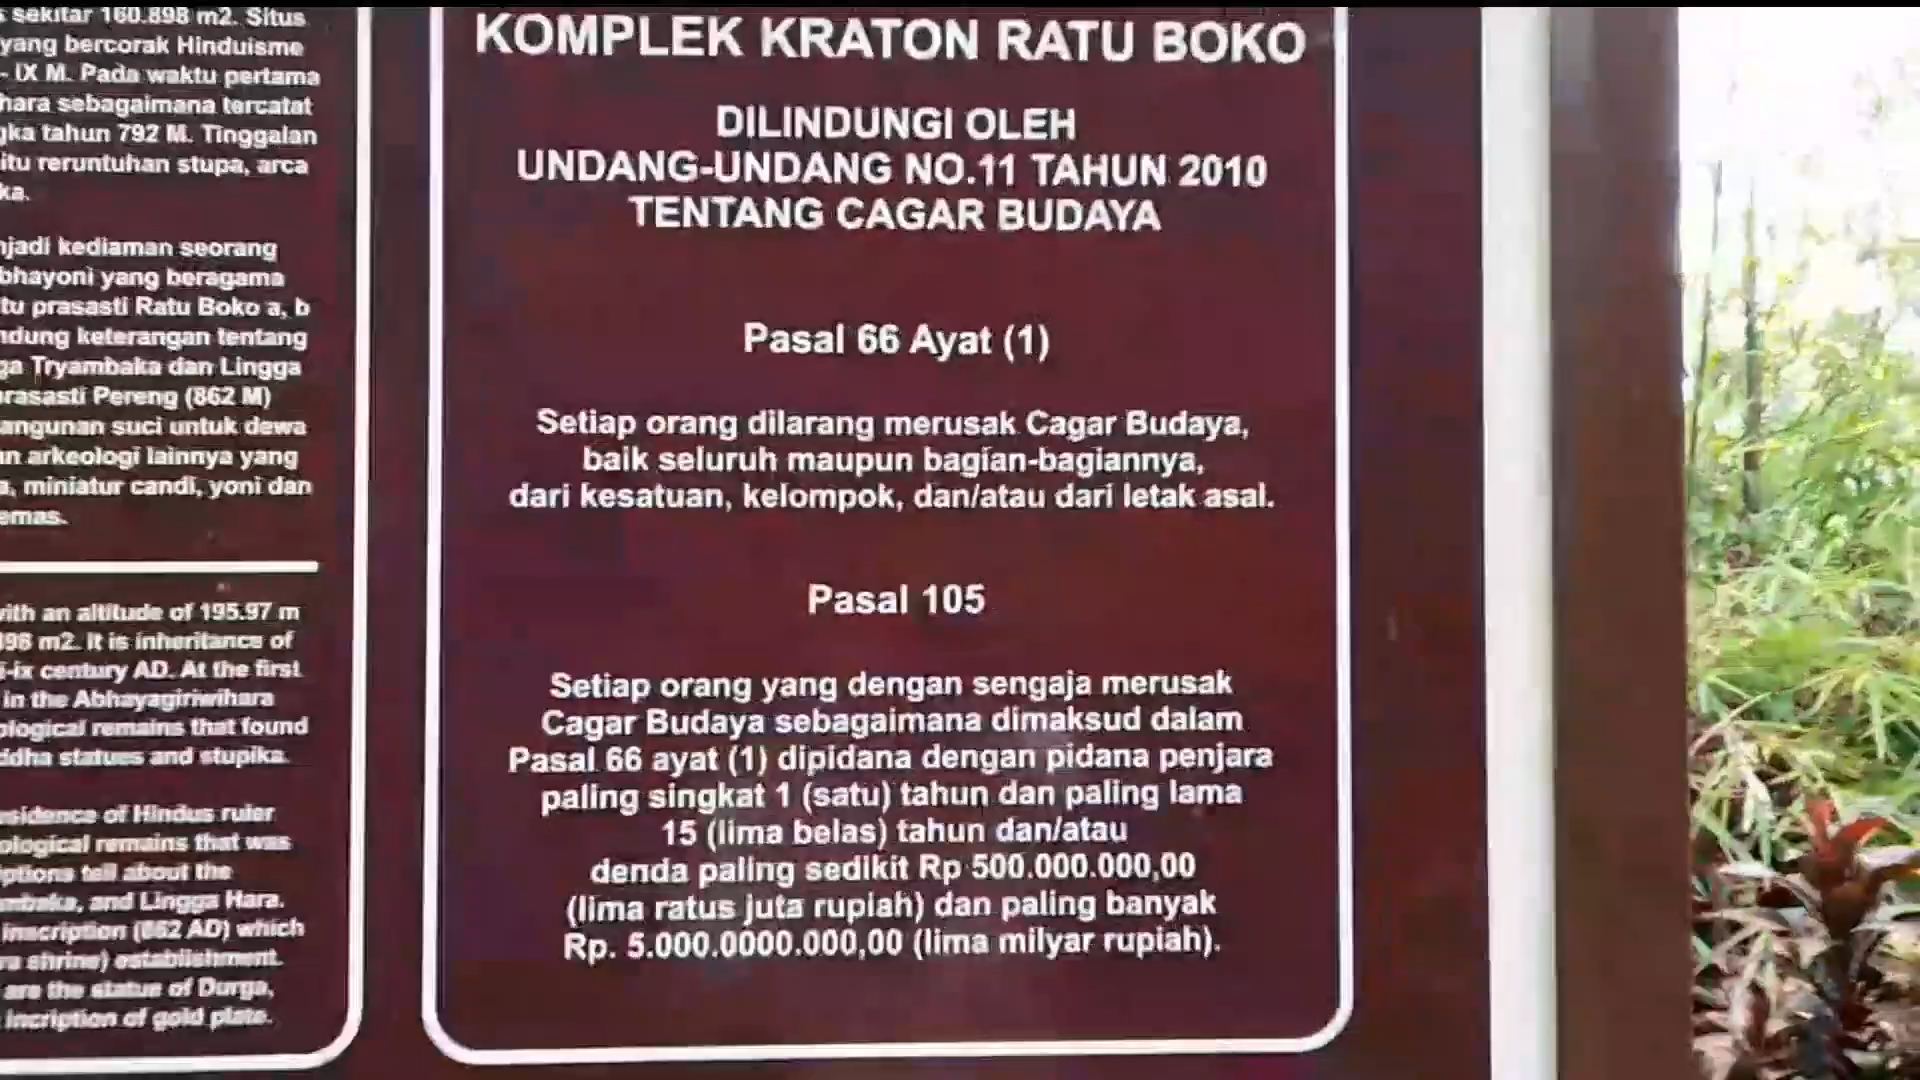 sekitar 160.898 m2. Situs
yang bercorak Hinduisme
- IX M. Pada waktu pertama
hara sebagaimana tercatat
gka tahun 792 M. Tinggalan
itu reruntuhan stupa, arca
ka.
njadi kediaman seorang
bhayoni yang beragama
tu prasasti Ratu Boko a, b
ndung keterangan tentang
ga Tryambaka dan Lingga
prasasti Pereng (862 M)
angunan suci untuk dewa
an arkeologi lainnya yang
a, miniatur candi, yoni dan
emas.
with an altitude of 195.97 m
898 m2. It is inheritance of
i-ix century AD. At the first
in the Abhayagiriwihara
ological remains that found
ddha statues and stupika.
esidence of Hindus ruler
ological remains that was
iptions tell about the
ambaka, and Lingga Hara.
inscription (862 AD) which
va shrine) establishment.
are the statue of Durga,
incription of gold plate.
KOMPLEK KRATON RATU BOKO
DILINDUNGI OLEH
UNDANG-UNDANG NO.11 TAHUN 2010
TENTANG CAGAR BUDAYA
Pasal 66 Ayat (1)
Setiap orang dilarang merusak Cagar Budaya,
baik seluruh maupun bagian-bagiannya,
dari kesatuan, kelompok, dan/atau dari letak asal.
Pasal 105
Setiap orang yang dengan sengaja merusak
Cagar Budaya sebagaimana dimaksud dalam
Pasal 66 ayat (1) dipidana dengan pidana penjara
paling singkat 1 (satu) tahun dan paling lama
15 (lima belas) tahun dan/atau
denda paling sedikit Rp 500.000.000,00
(lima ratus juta rupiah) dan paling banyak
Rp. 5.000.0000.000,00 (lima milyar rupiah).